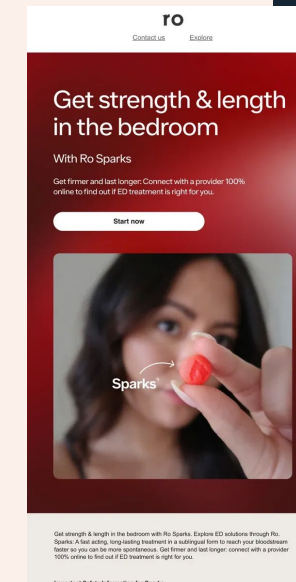 ro
Contact us Explore
Get strength & length
in the bedroom
With Ro Sparks
Get firmer and last longer: Connect with a provider 100%
online to find out if ED treatment is right for you.
Start now
Sparks
Get strength & length in the bedroom with Ro Sparks. Explore ED solutions through Ro.
Sparks: A fast acting, long-lasting treatment in a sublingual form to reach your bloodstream
faster so you can be more spontaneous. Get firmer and last longer: connect with a provider
100% online to find out if ED treatment is right for you.